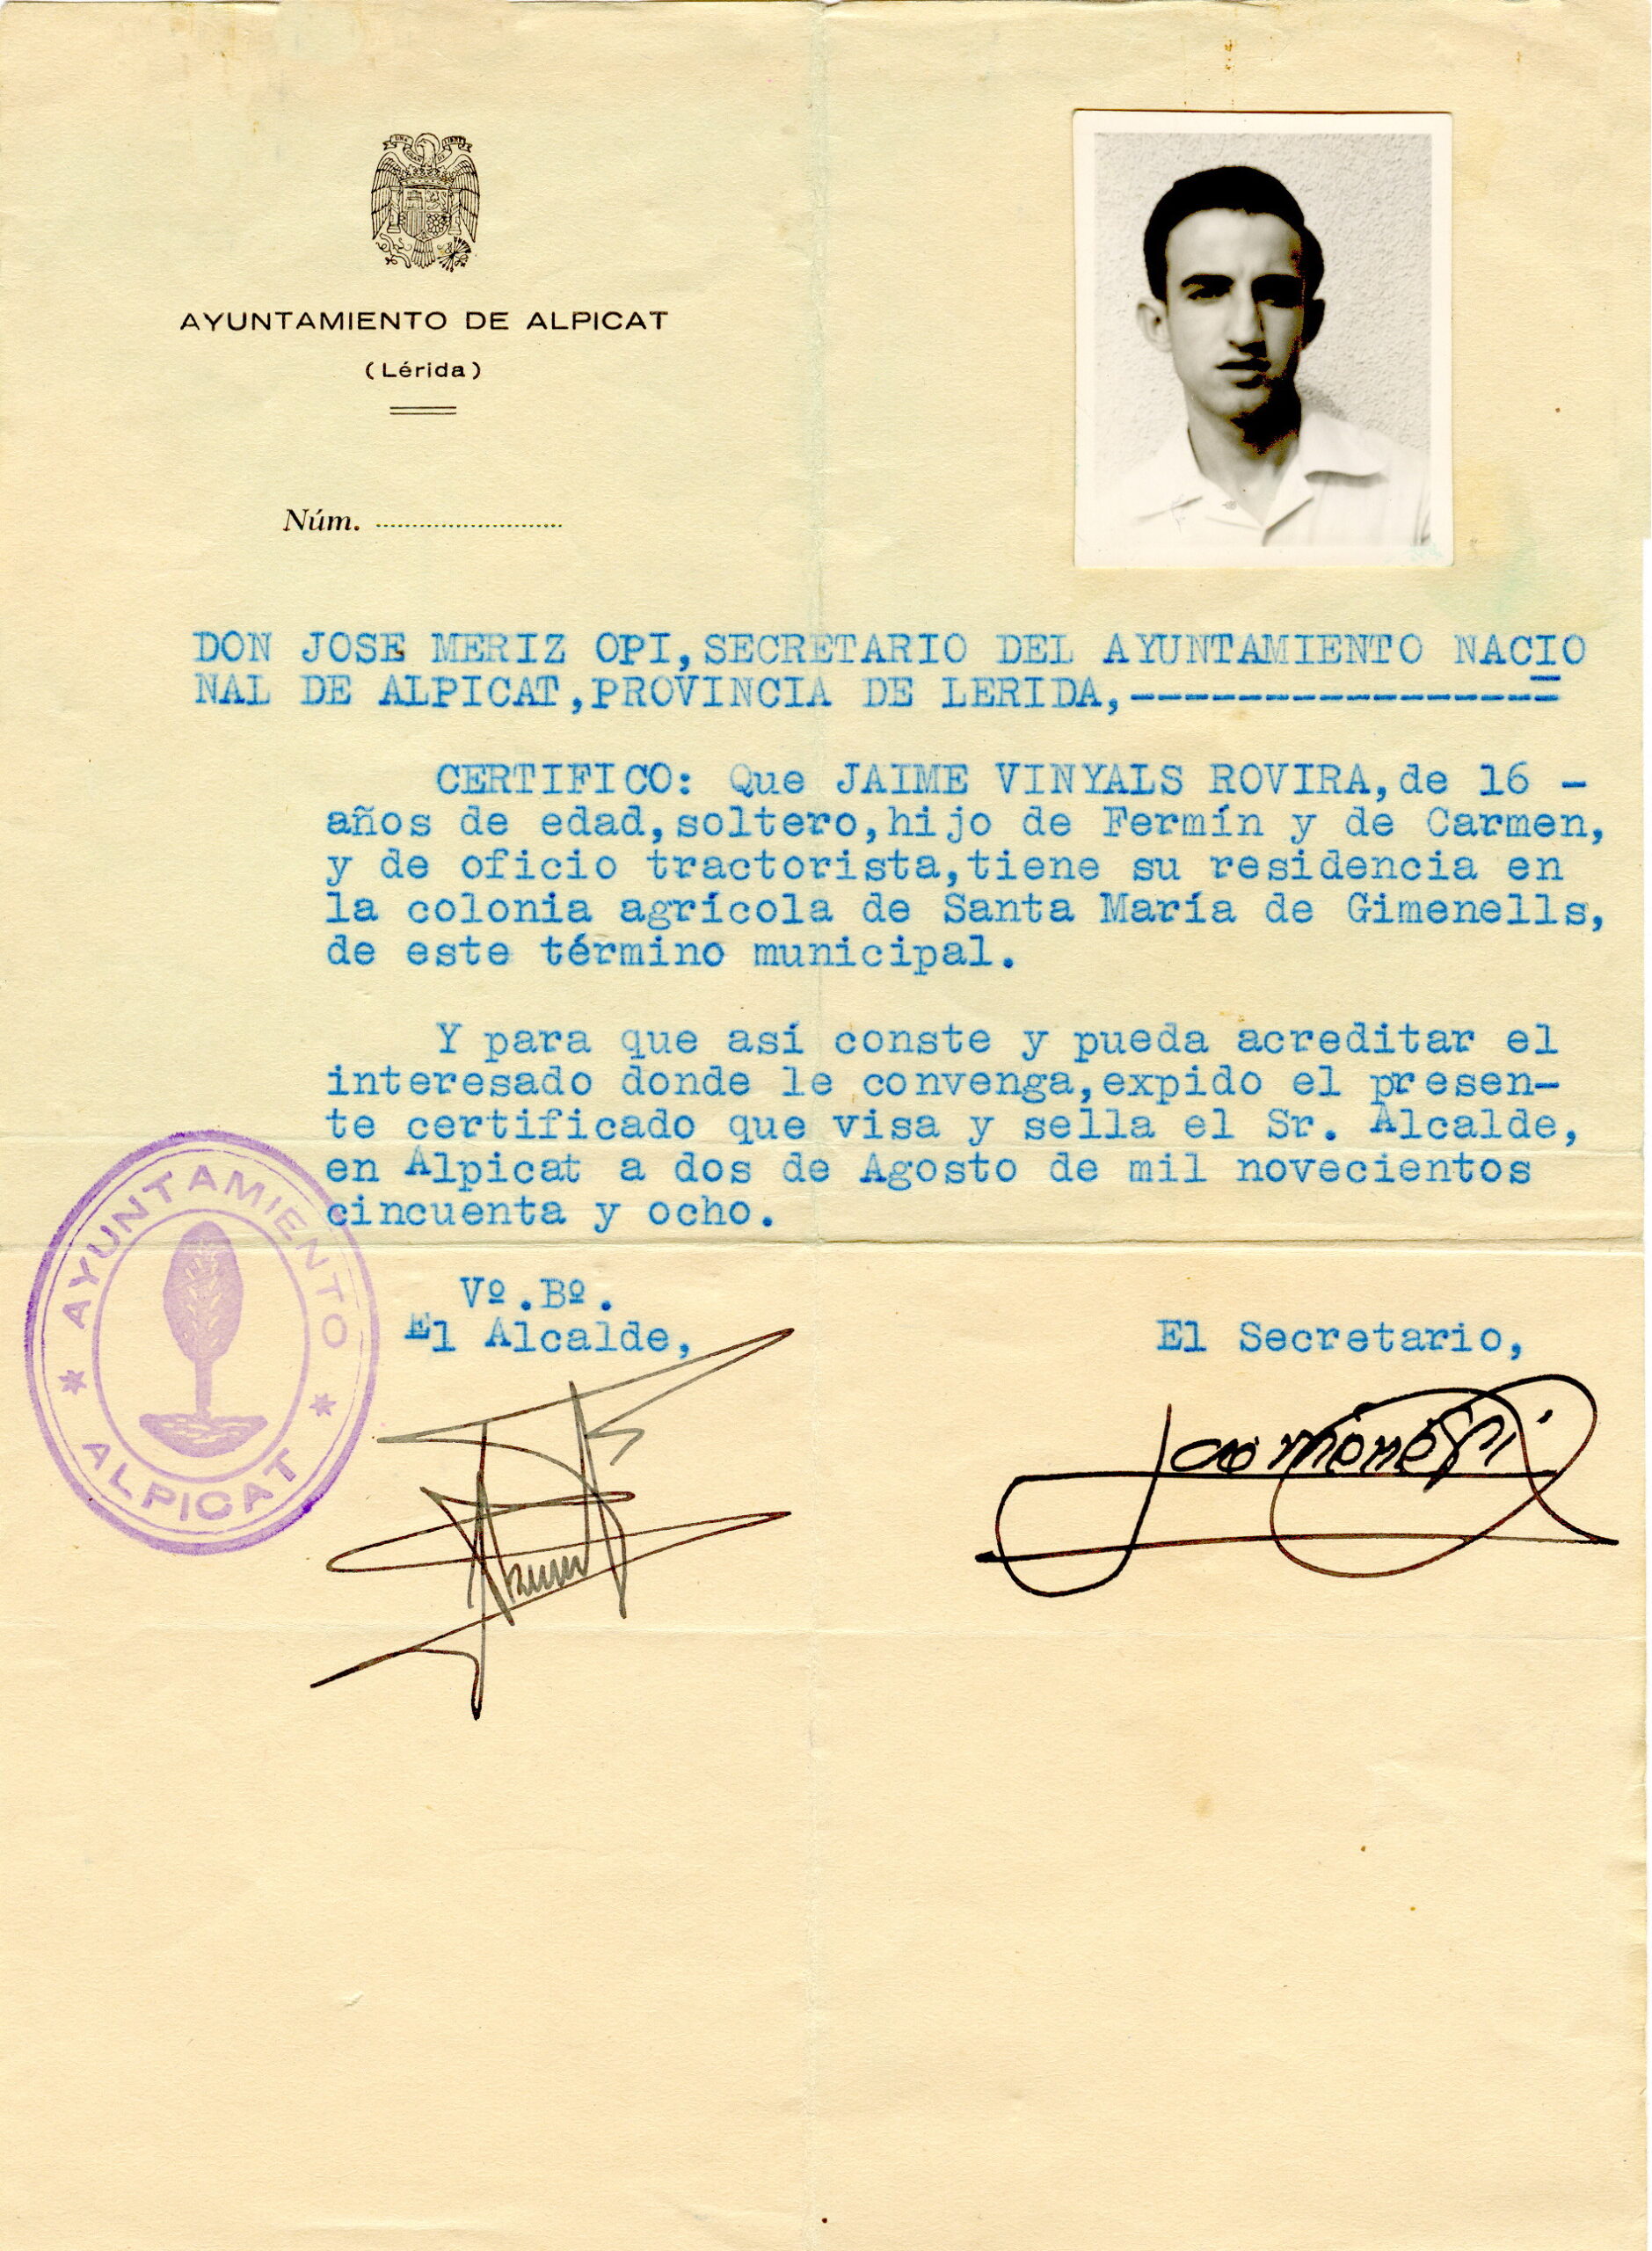 AYUNTAMIENTO DE ALPICAT
(Lérida)
Núm.
DON JOSE MERIZ OPI,SECRETARIO DEL AYUNTAMIENTO NACIO
NAL DE ALPICAT,PROVINCIA DE LERIDA,----------------=
CERTIFICO: Que JAIME VINYALS ROVIRA,de 16 -
años de edad,soltero,hijo de Fermín y de Carmen,
y de oficio tractorista,tiene su residencia en
la colonia agrícola de Santa María de Gimenells,
de este término municipal.
Y para que así conste y pueda acreditar el
interesado donde le convenga,expido el presen-
te certificado que visa y sella el Sr. Alcalde,
en Alpicat a dos de Agosto de mil novecientos
cincuenta y ocho.
AYUNTAMIENTO
* ALPICAT *
Vº.Bº.
El Alcalde,
El Secretario,